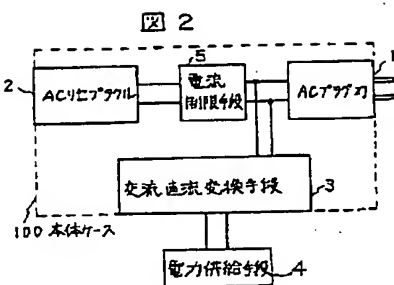 図2
5
1
2
ACリセプタクル
電流
制限手段
ACプラグ刃
交流直流変換手段
3
100 本体ケース
電力供給手段
4